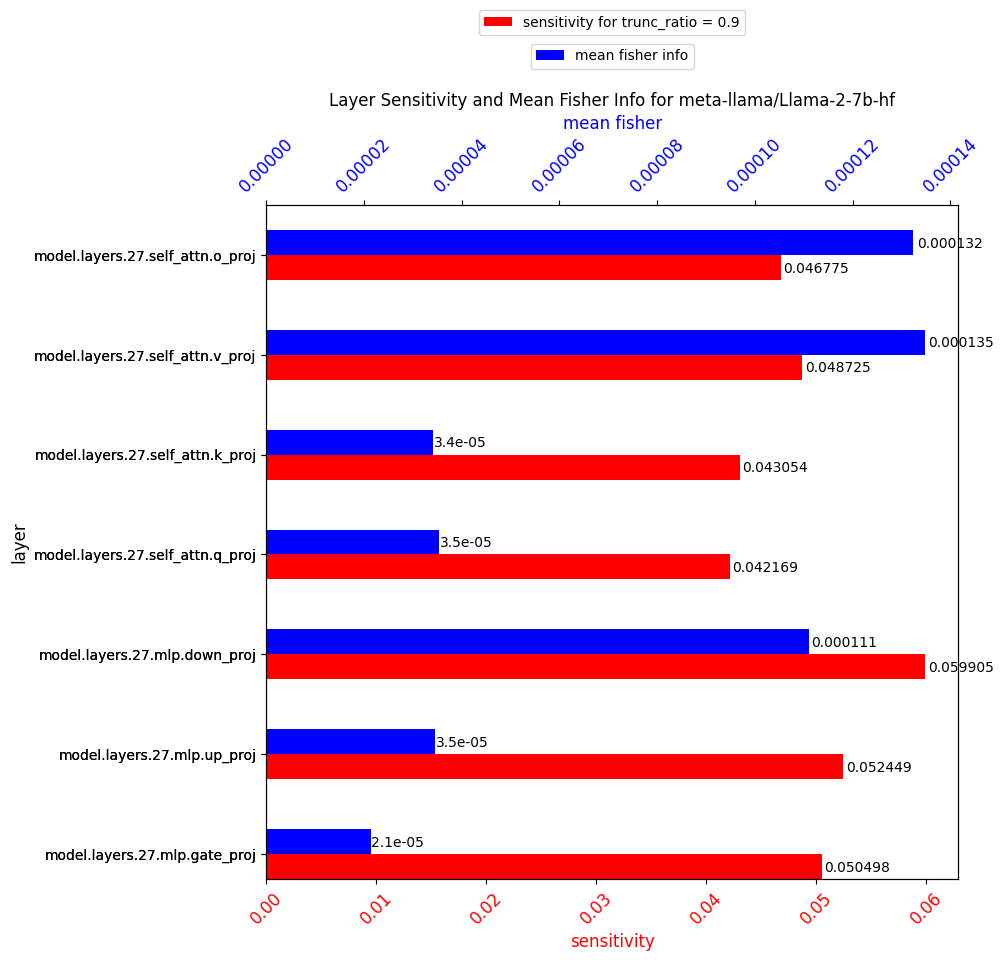 sensitivity for trunc_ratio = 0.9
mean fisher info
Layer Sensitivity and Mean Fisher Info for meta-llama/Llama-2-7b-hf
mean fisher
0.00000 0.00002 0.00004 0.00006 0.00008 0.00010 0.00012 0.00014
layer
model.layers.27.self_attn.o_proj
0.000132
0.046775
model.layers.27.self_attn.v_proj
0.000135
0.048725
model.layers.27.self_attn.k_proj
3.4e-05
0.043054
model.layers.27.self_attn.q_proj
3.5e-05
0.042169
model.layers.27.mlp.down_proj
0.000111
0.059905
model.layers.27.mlp.up_proj
3.5e-05
0.052449
model.layers.27.mlp.gate_proj
2.1e-05
0.050498
0.00 0.01 0.02 0.03 0.04 0.05 0.06
sensitivity